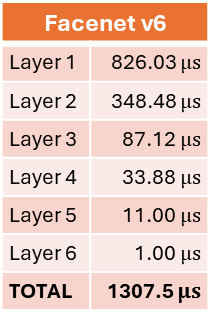 Facenet v6
Layer 1 826.03 μs
Layer 2 348.48 μs
Layer 3 87.12 μs
Layer 4 33.88 μs
Layer 5 11.00 μs
Layer 6 1.00 μs
TOTAL 1307.5 μs